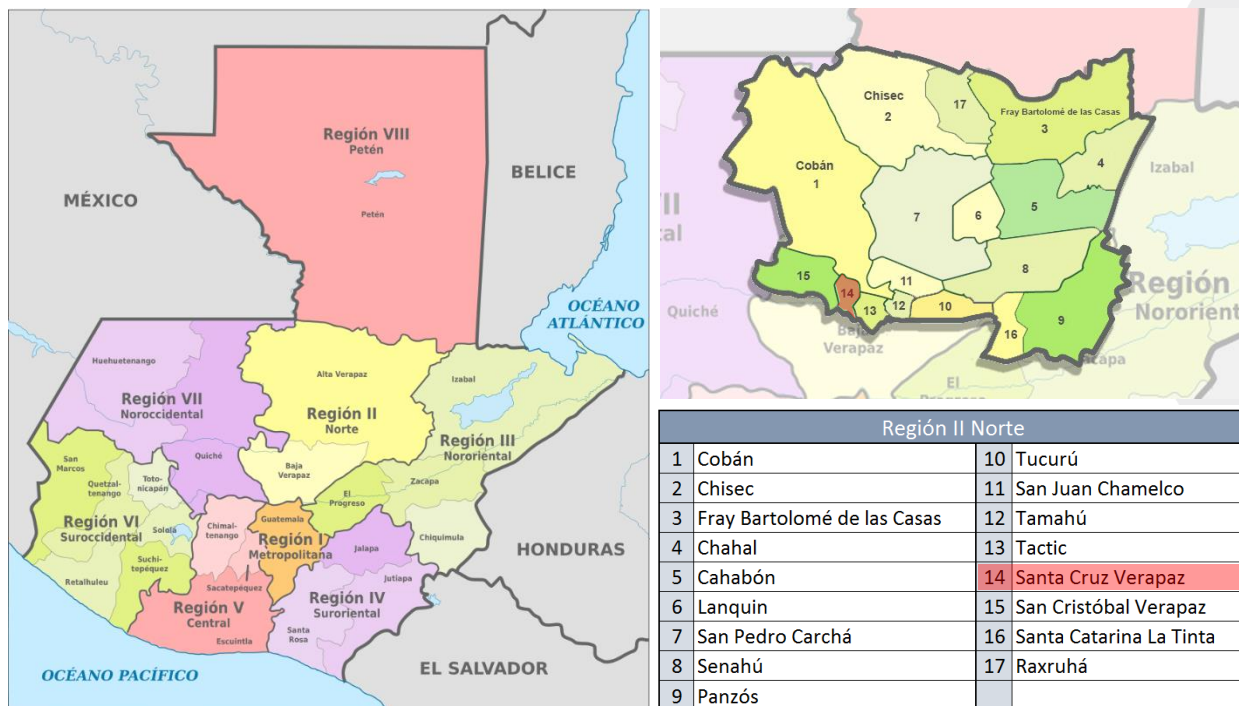 Región VIII
Petén
MÉXICO
BELICE
Petén
OCÉANO
ATLÁNTICO
Huehuetenango
Alta Verapaz
Izabal
Región VII
Noroccidental
Región II
Norte
Región III
Nororiental
San
Marcos
Quiché
Baja
Verapaz
Quetzal-
tenango
Toto-
nicapán
Zacapa
El
Progreso
Región VI
Suroccidental
Sololá
Chimal-
tenango
Guatemala
Región I
Metropolitana
Jalapa
Chiquimula
HONDURAS
Suchi-
tepéquez
Retalhuleu
Sacatepéquez
Jutiapa
Región V
Central
Región IV
Suroriental
Escuintla
Santa
Rosa
OCÉANO PACÍFICO
EL SALVADOR
Chisec
2
17
Fray Bartolomé de las Casas
3
Cobán
1
4
Izabal
VII
tal
7
6
5
15
14
11
8
13
12
10
16
9
Quiché
Baja
Verapaz
Región
Nororient
acapa
El
Progreso
Región II Norte
1 Cobán
2 Chisec
3 Fray Bartolomé de las Casas
4 Chahal
5 Cahabón
6 Lanquin
7 San Pedro Carchá
8 Senahú
9 Panzós
10 Tucurú
11 San Juan Chamelco
12 Tamahú
13 Tactic
14 Santa Cruz Verapaz
15 San Cristóbal Verapaz
16 Santa Catarina La Tinta
17 Raxruhá